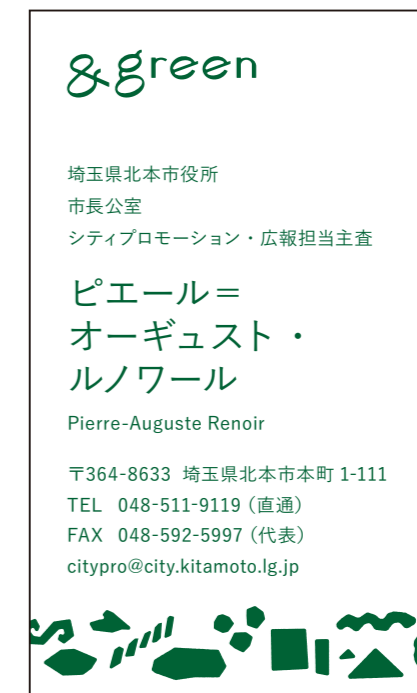 &green
埼玉県北本市役所
市長公室
シティプロモーション・広報担当主査
ピエール＝
オーギュスト・
ルノワール
Pierre-Auguste Renoir
〒364-8633 埼玉県北本市本町 1-111
TEL 048-511-9119（直通）
FAX 048-592-5997（代表）
citypro@city.kitamoto.lg.jp